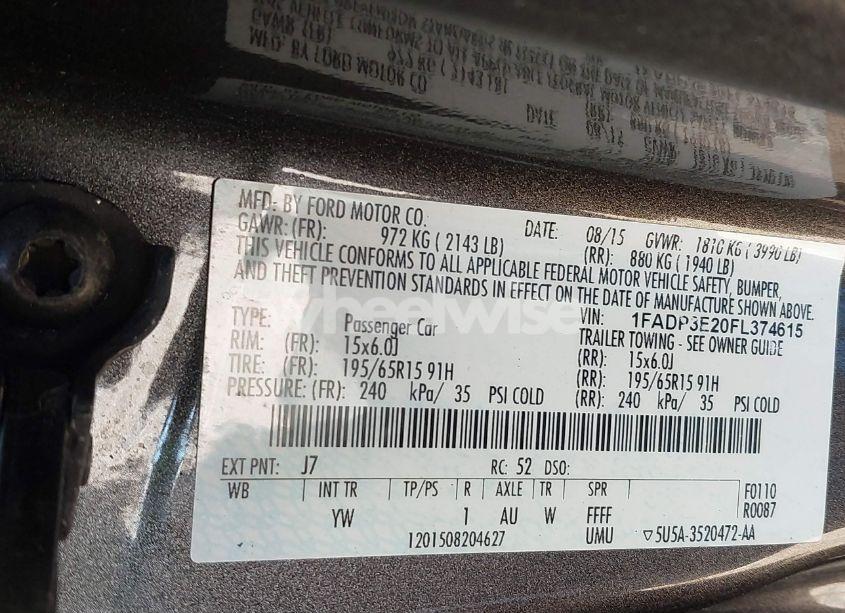 MFD. BY FORD MOTOR CO. DATE: 08/15 GVWR: 1810 KG ( 3990 LB)
GAWR: (FR): 972 KG ( 2143 LB) (RR): 880 KG ( 1940 LB)
THIS VEHICLE CONFORMS TO ALL APPLICABLE FEDERAL MOTOR VEHICLE SAFETY, BUMPER,
AND THEFT PREVENTION STANDARDS IN EFFECT ON THE DATE OF MANUFACTURE SHOWN ABOVE.
VIN: 1FADP3E20FL374615
TYPE: Passenger Car TRAILER TOWING - SEE OWNER GUIDE
RIM: (FR): 15x6.0J (RR): 15x6.0J
TIRE: (FR): 195/65R15 91H (RR): 195/65R15 91H
PRESSURE: (FR): 240 kPa/ 35 PSI COLD (RR): 240 kPa/ 35 PSI COLD
EXT PNT: J7 RC: 52 DSO:
WB INT TR TP/PS R AXLE TR SPR F0110
YW 1 AU W FFFF R0087
1201508204627 UMU ▽5U5A-3520472-AA
wheelwise